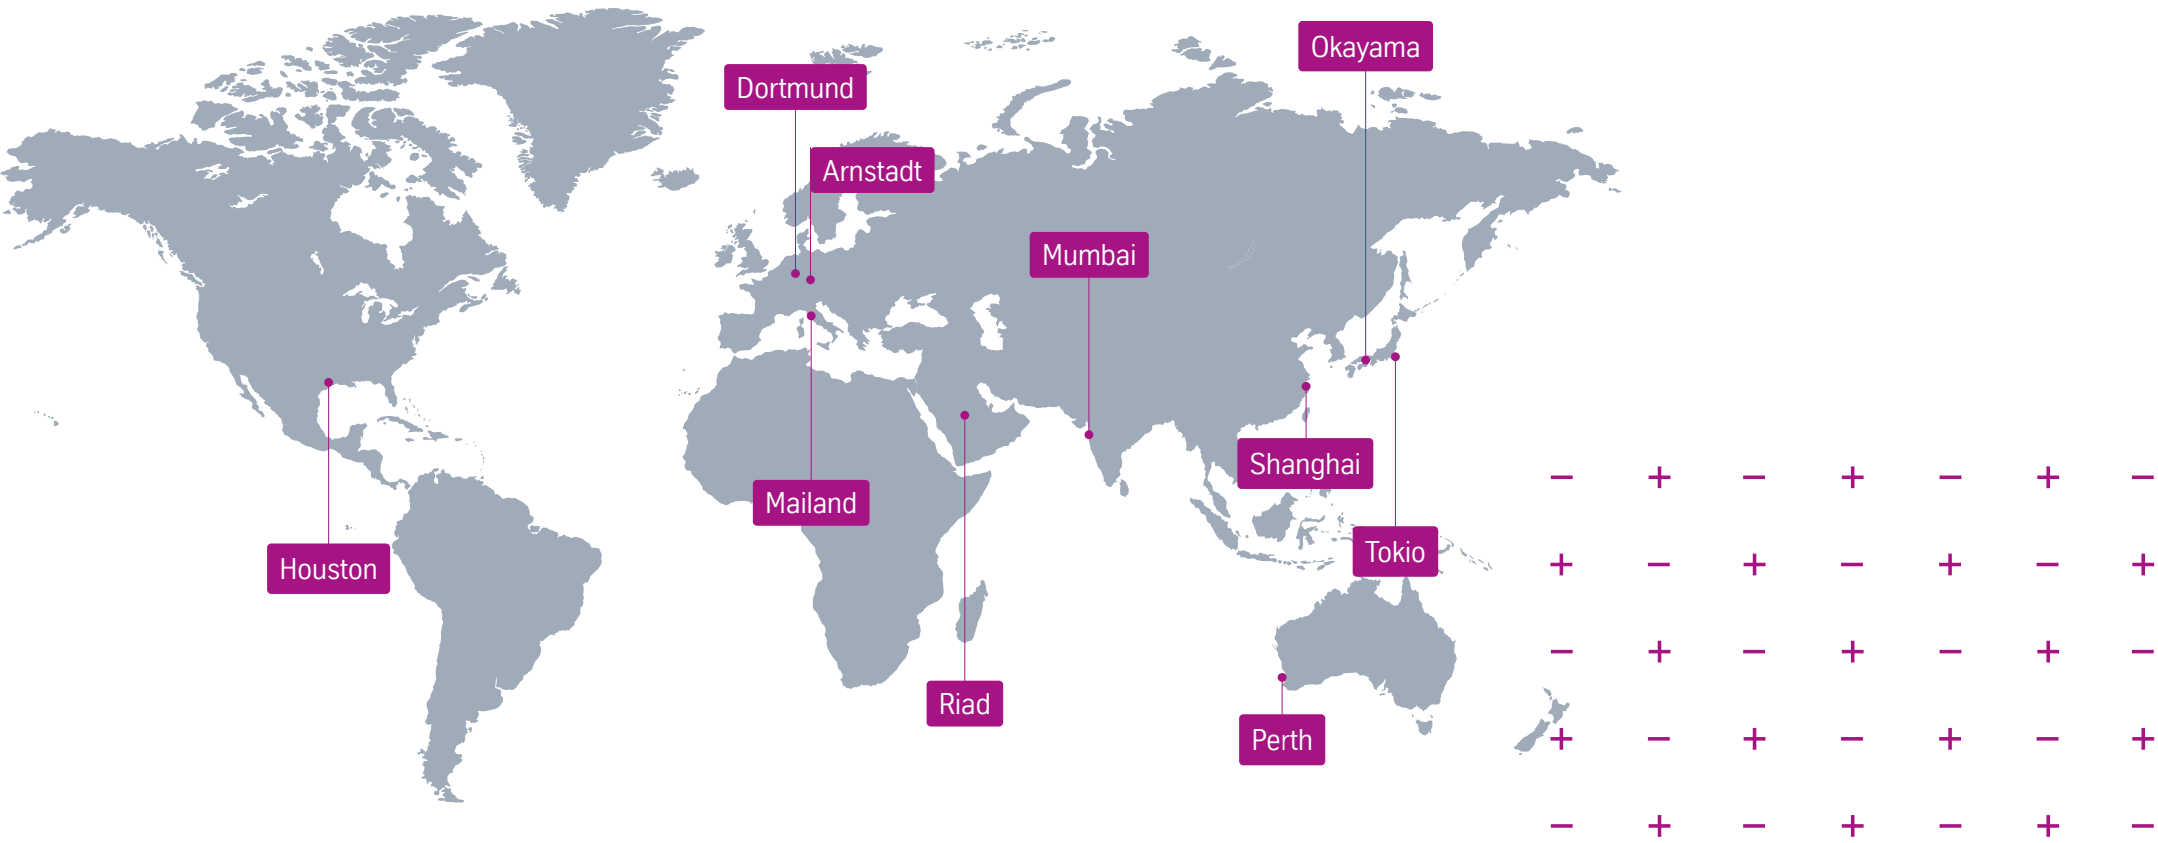 Okayama
Dortmund
Arnstadt
Mumbai
Shanghai
Mailand
Tokio
Houston
Riad
Perth
− + − + − + −
+ − + − + − +
− + − + − + −
+ − + − + − +
− + − + − + −